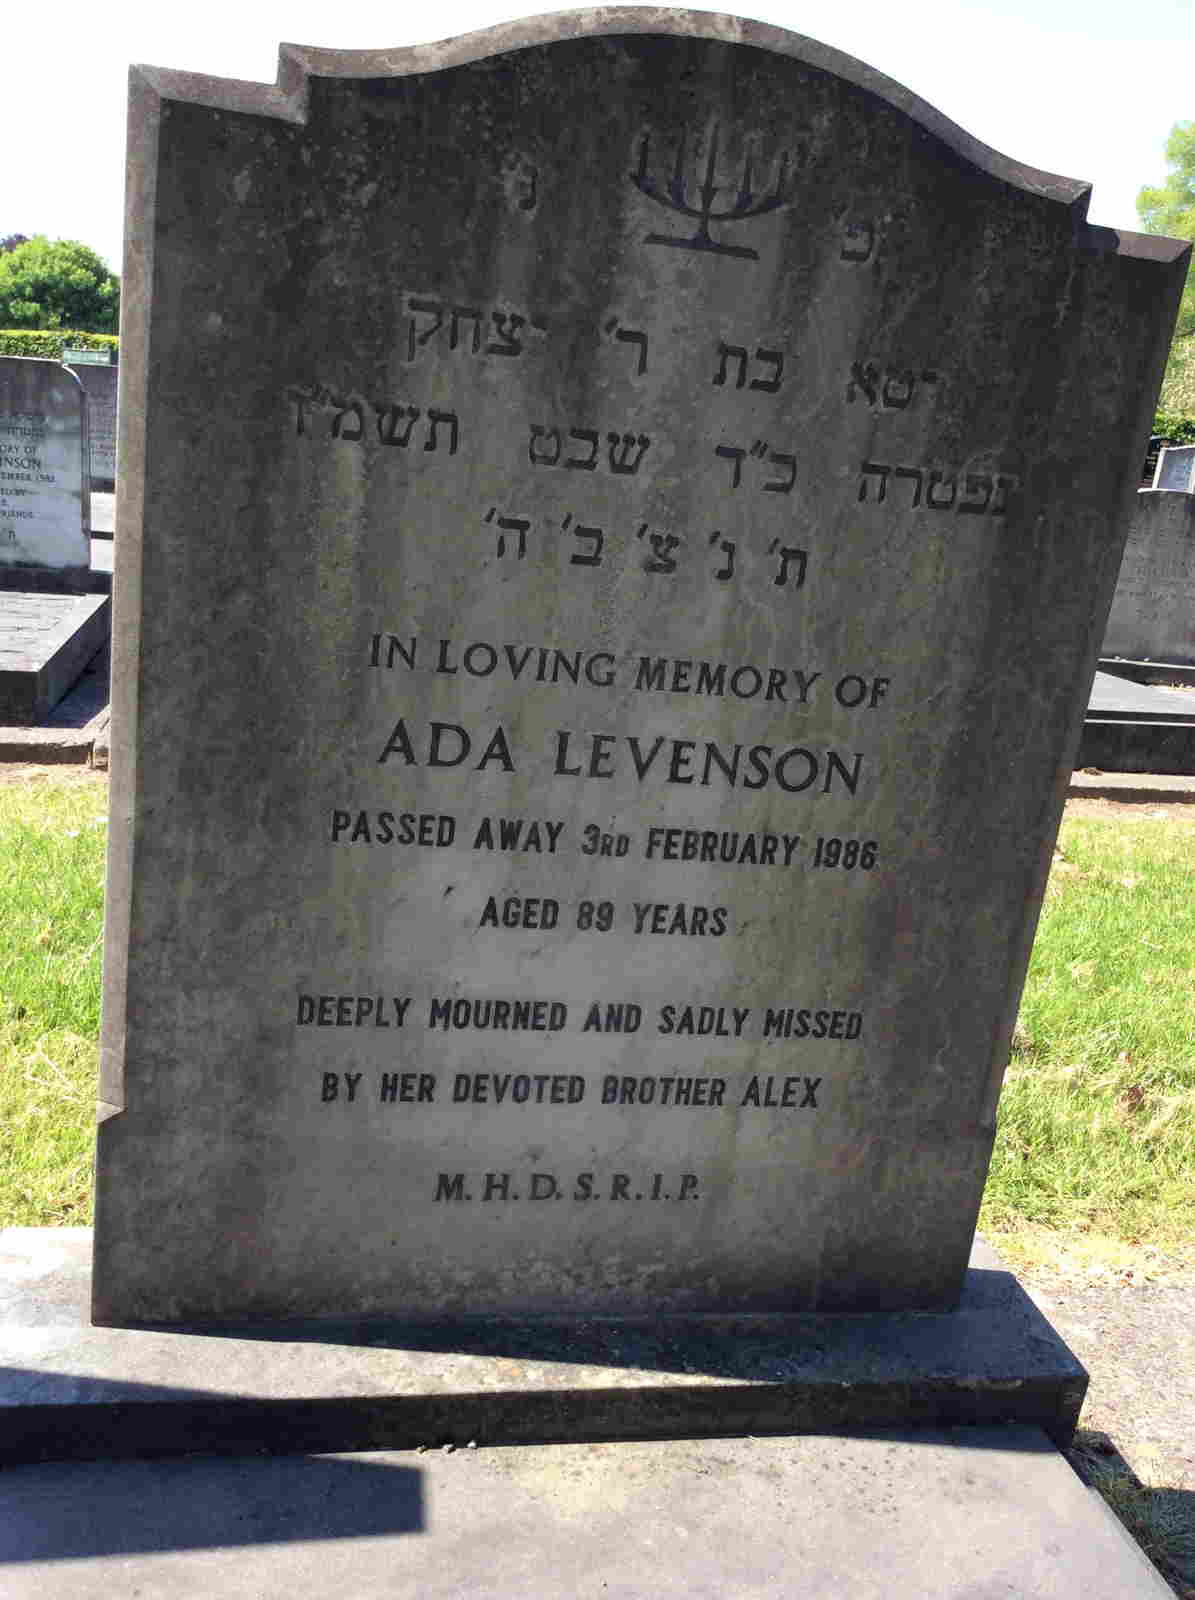 פ' נ'
יטא בת ר' יצחק
נפטרה כ"ד שבט תשמ"ו
ת' נ' צ' ב' ה'
IN LOVING MEMORY OF
ADA LEVENSON
PASSED AWAY 3RD FEBRUARY 1986
AGED 89 YEARS
DEEPLY MOURNED AND SADLY MISSED
BY HER DEVOTED BROTHER ALEX
M.H.D.S.R.I.P.